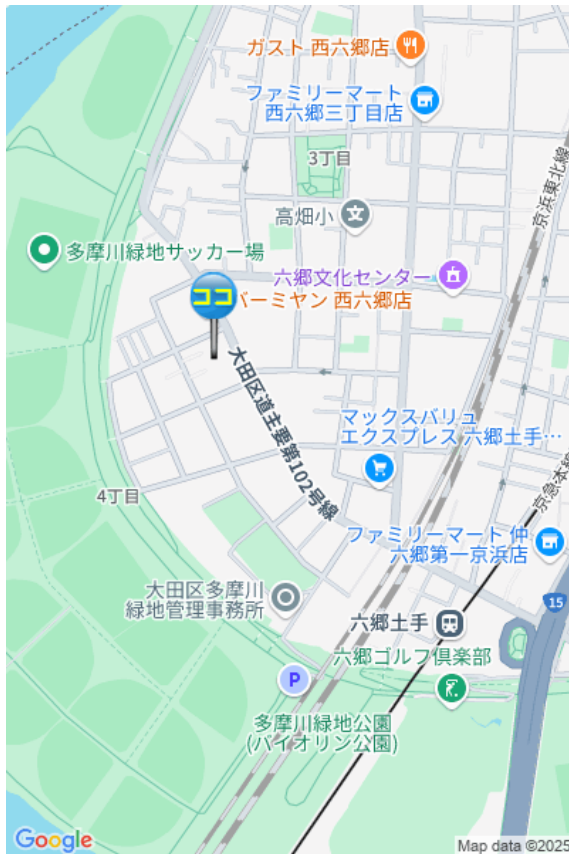 ガスト 西六郷店
ファミリーマート
西六郷三丁目店
3丁目
京浜東北線
高畑小
文
多摩川緑地サッカー場
六郷文化センター
ココ
バーミヤン 西六郷店
大田区道主要第102号線
マックスバリュ
エクスプレス 六郷土手…
4丁目
京急本線
ファミリーマート 仲
六郷第一京浜店
大田区多摩川
緑地管理事務所
15
六郷土手
六郷ゴルフ倶楽部
P
多摩川緑地公園
(バイオリン公園)
Google
Map data ©2025